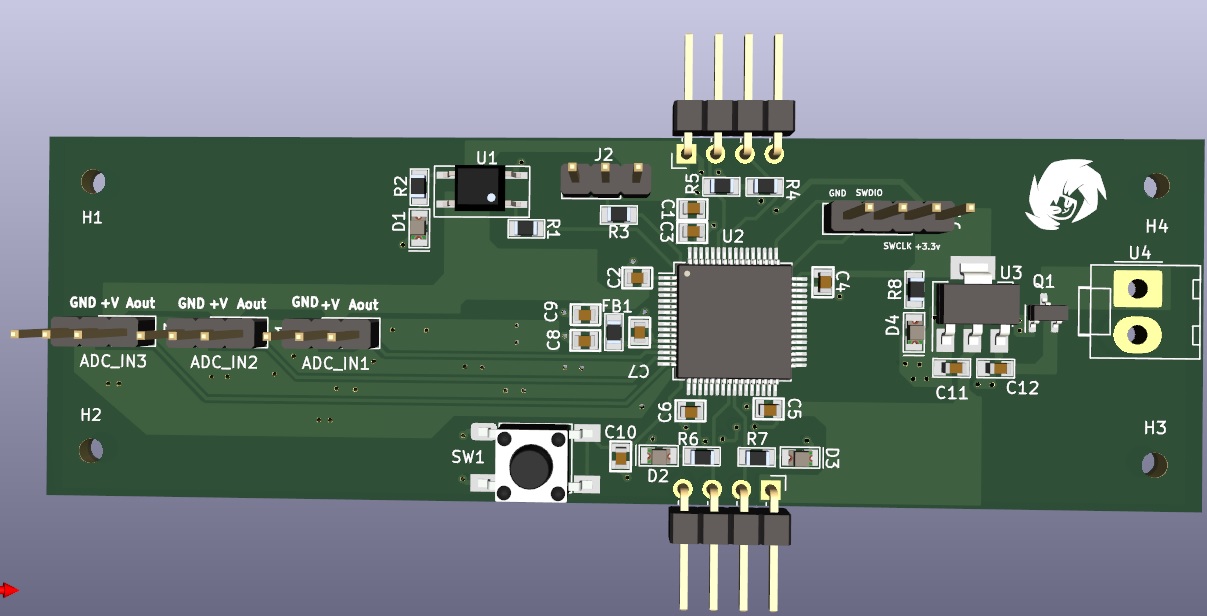 U1
J2
R2
R5
R4
GND SWDIO
H1
D1
R1
R3
C1
C3
U2
SWCLK +3.3v
H4
U4
C2
C4
U3
Q1
R8
GND +V Aout
GND +V Aout
GND +V Aout
C9
FB1
C8
D4
ADC_IN3
ADC_IN2
ADC_IN1
C7
C11
C12
H2
C6
C5
H3
C10
R6
R7
SW1
D2
D3